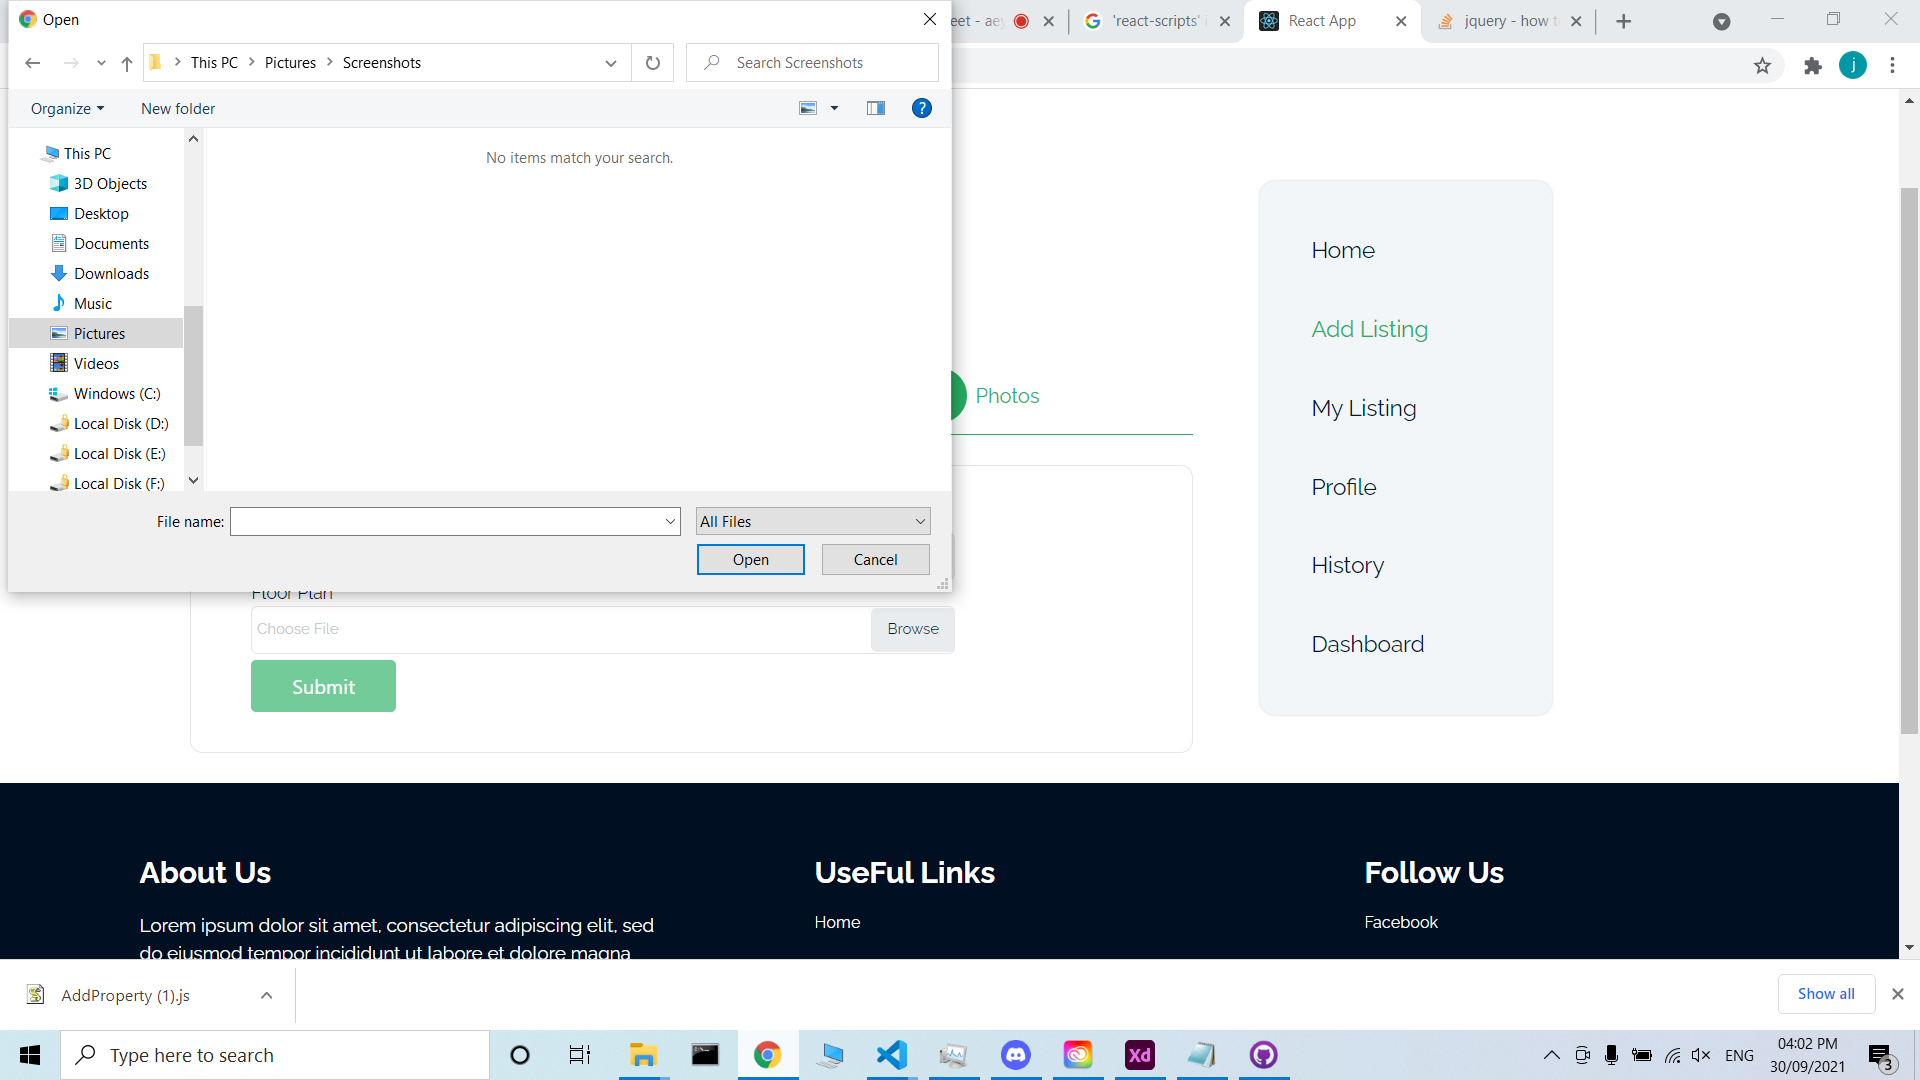 Open
eet - aey
'react-scripts' i
React App
jquery - how t
This PC
Pictures
Screenshots
Search Screenshots
j
Organize
New folder
?
No items match your search.
This PC
3D Objects
Desktop
Documents
Downloads
Music
Pictures
Videos
Windows (C:)
Local Disk (D:)
Local Disk (E:)
Local Disk (F:)
File name:
All Files
Open
Cancel
Photos
Floor Plan
Choose File
Browse
Submit
Home
Add Listing
My Listing
Profile
History
Dashboard
About Us
Lorem ipsum dolor sit amet, consectetur adipiscing elit, sed
do eiusmod tempor incididunt ut labore et dolore magna
UseFul Links
Home
Follow Us
Facebook
AddProperty (1).js
Show all
Type here to search
Xd
ENG
04:02 PM
30/09/2021
3